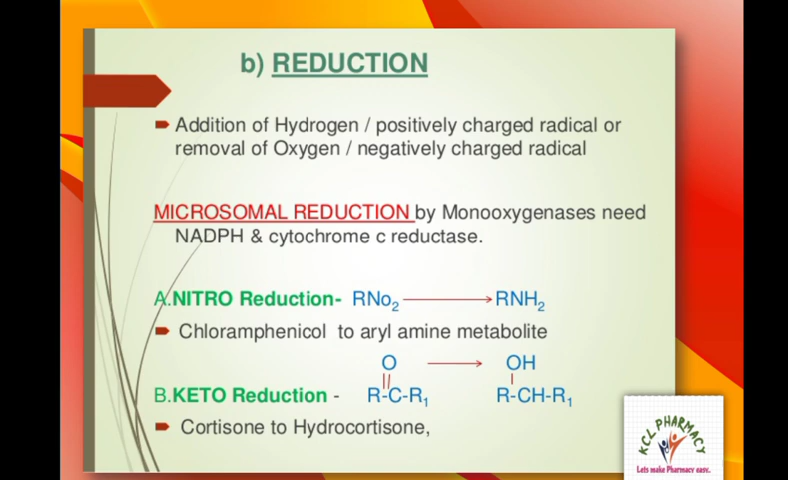 b) REDUCTION
Addition of Hydrogen / positively charged radical or
removal of Oxygen / negatively charged radical
MICROSOMAL REDUCTION by Monooxygenases need
NADPH & cytochrome c reductase.
A.NITRO Reduction- RNo₂ → RNH₂
Chloramphenicol to aryl amine metabolite
O → OH
B.KETO Reduction - R-C-R₁ R-CH-R₁
Cortisone to Hydrocortisone,
KCL PHARMACY
Lets make Pharmacy easy.